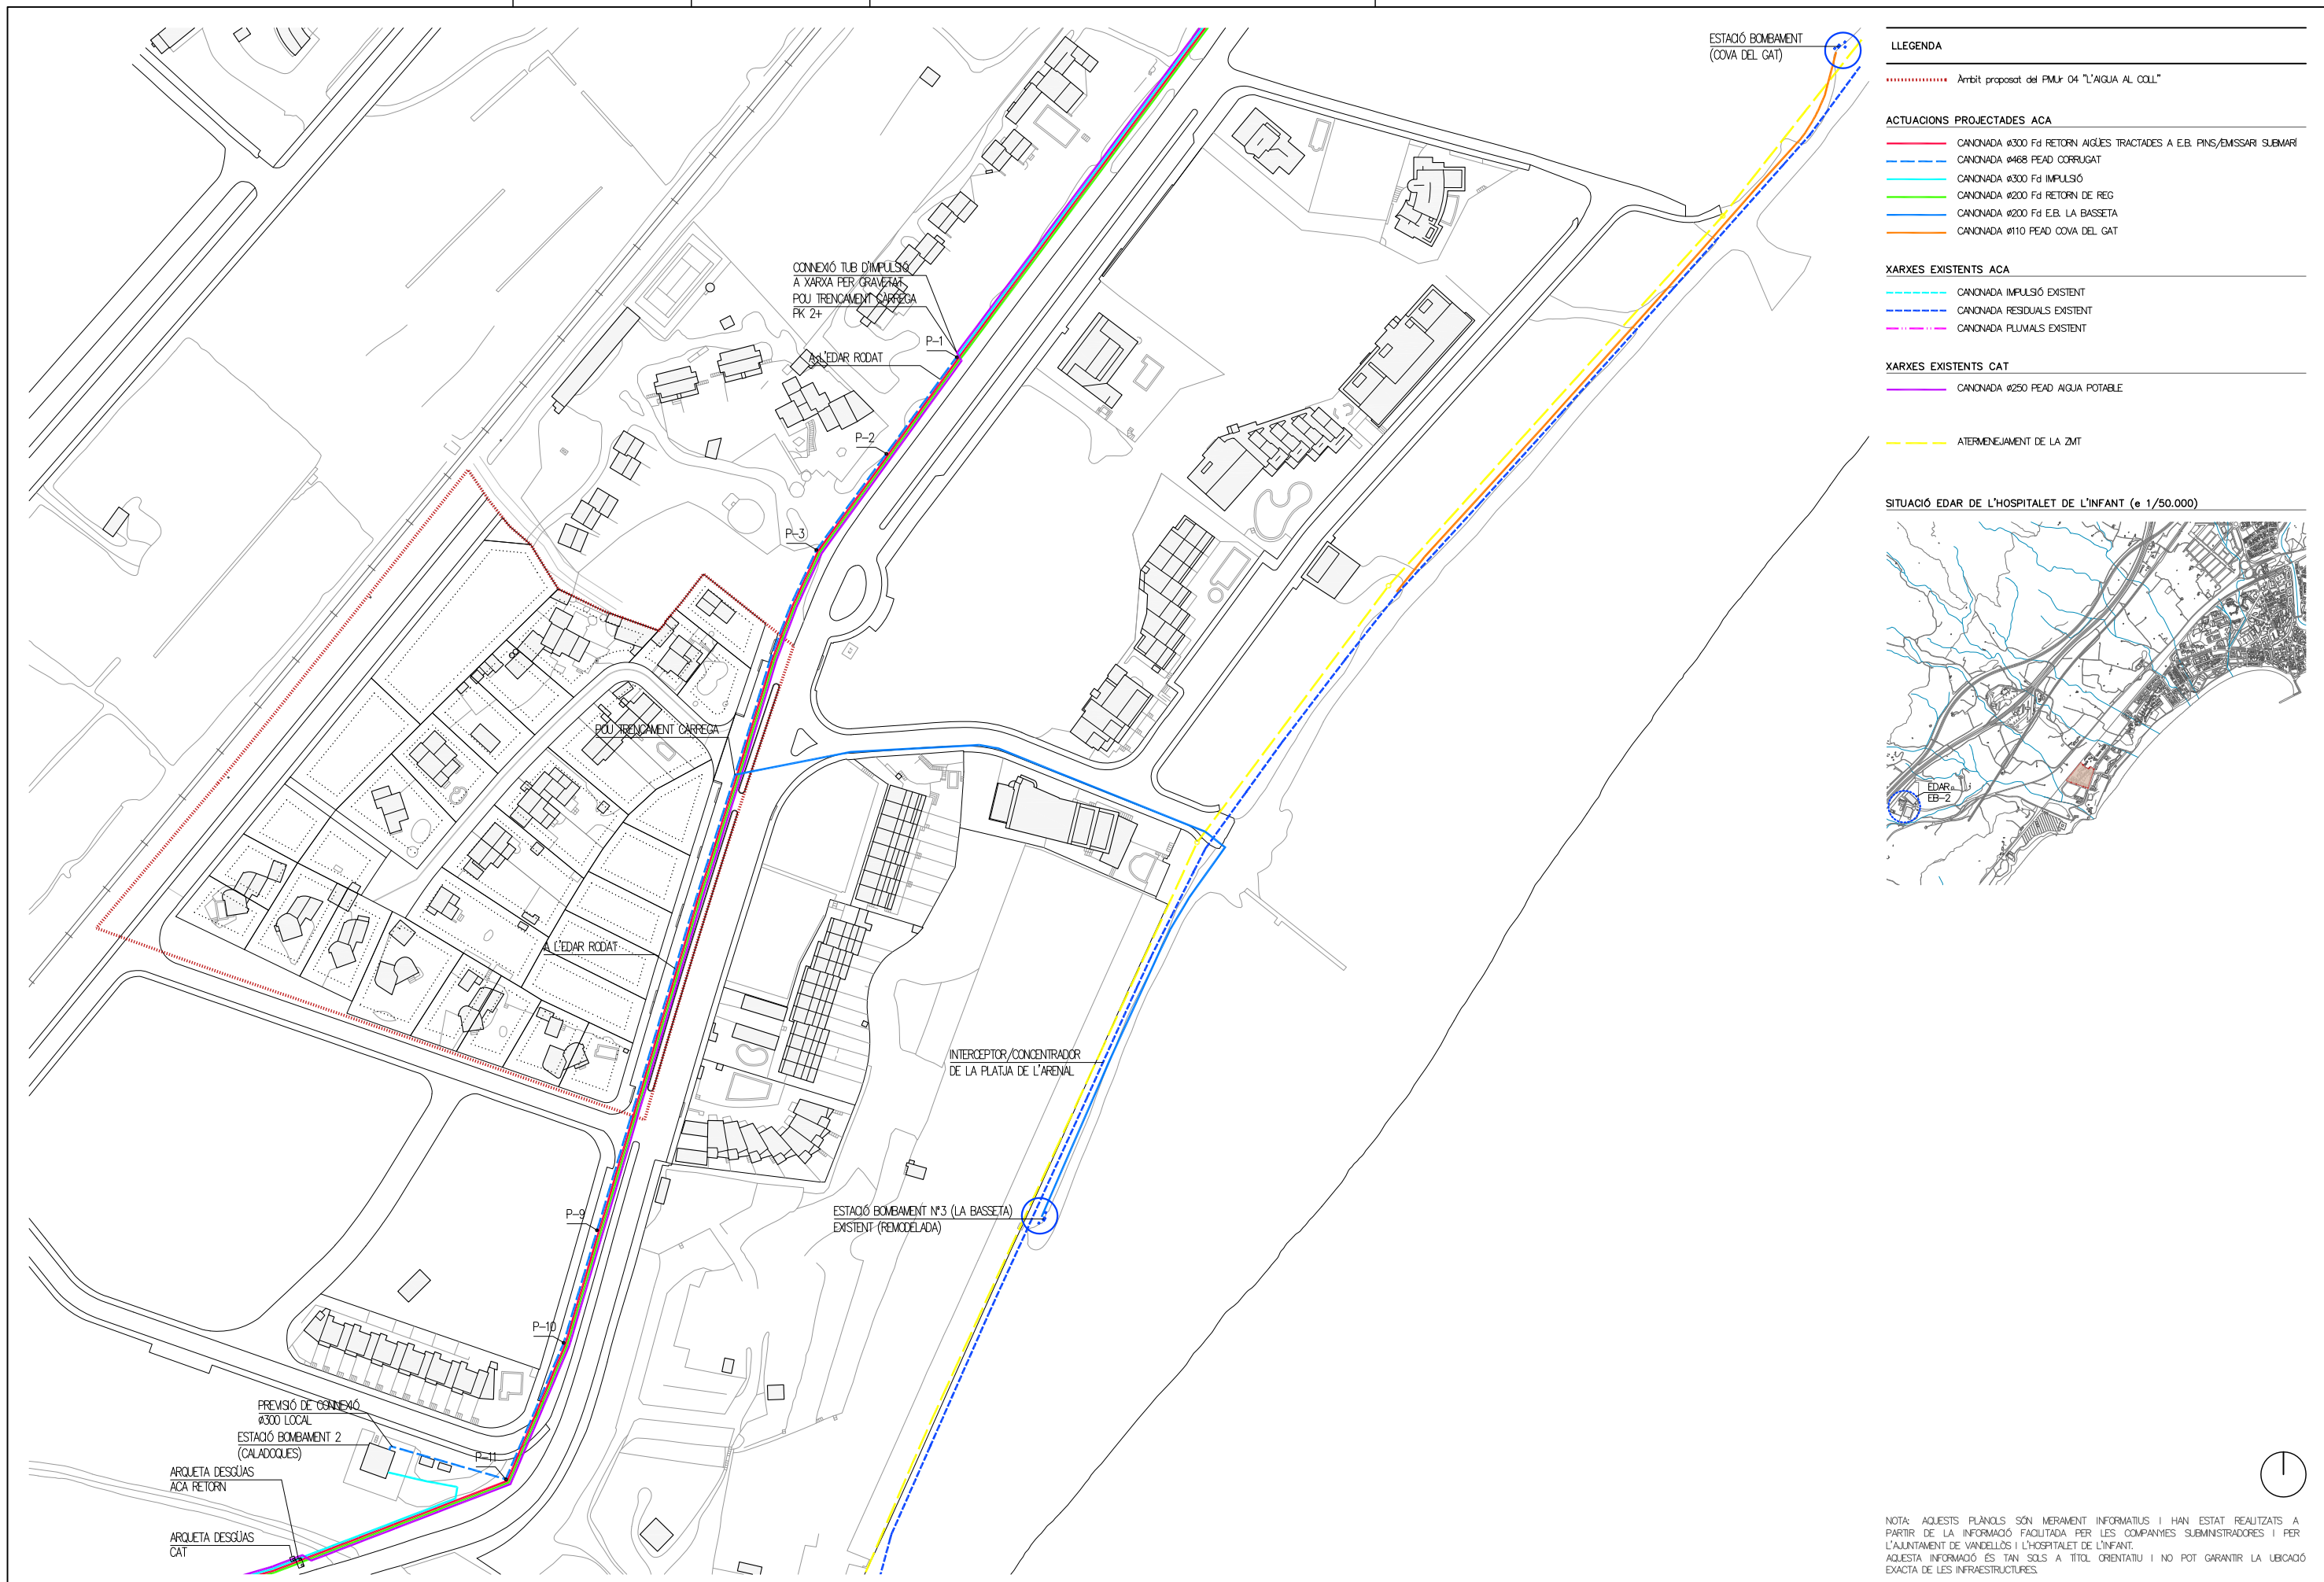 ESTACIÓ BOMBAMENT
(COVA DEL GAT)
CONNEXIÓ TUB D'IMPULSIÓ
A XARXA PER GRAVETAT
POU TRENCAMENT CÀRREGA
PK 2+
P-1
A L'EDAR RODAT
P-2
P-3
POU TRENCAMENT CÀRREGA
A L'EDAR RODAT
INTERCEPTOR/CONCENTRADOR
DE LA PLATJA DE L'ARENAL
ESTACIÓ BOMBAMENT Nº3 (LA BASSETA)
EXISTENT (REMODELADA)
P-9
P-10
PREVISIÓ DE CONNEXIÓ
ø300 LOCAL
ESTACIÓ BOMBAMENT 2
(CALADOQUES)
P-11
ARQUETA DESGÜAS
ACA RETORN
ARQUETA DESGÜAS
CAT
LLEGENDA
Àmbit proposat del PMUr 04 "L'AIGUA AL COLL"
ACTUACIONS PROJECTADES ACA
CANONADA ø300 Fd RETORN AIGÜES TRACTADES A E.B. PINS/EMISSARI SUBMARÍ
CANONADA ø468 PEAD CORRUGAT
CANONADA ø300 Fd IMPULSIÓ
CANONADA ø200 Fd RETORN DE REG
CANONADA ø200 Fd E.B. LA BASSETA
CANONADA ø110 PEAD COVA DEL GAT
XARXES EXISTENTS ACA
CANONADA IMPULSIÓ EXISTENT
CANONADA RESIDUALS EXISTENT
CANONADA PLUVIALS EXISTENT
XARXES EXISTENTS CAT
CANONADA ø250 PEAD AIGUA POTABLE
ATERMENEJAMENT DE LA ZMT
SITUACIÓ EDAR DE L'HOSPITALET DE L'INFANT (e 1/50.000)
EDAR
EB-2
NOTA: AQUESTS PLÀNOLS SÓN MERAMENT INFORMATIUS I HAN ESTAT REALITZATS A
PARTIR DE LA INFORMACIÓ FACILITADA PER LES COMPANYIES SUBMINISTRADORES I PER
L'AJUNTAMENT DE VANDELLÒS I L'HOSPITALET DE L'INFANT.
AQUESTA INFORMACIÓ ÉS TAN SOLS A TÍTOL ORIENTATIU I NO POT GARANTIR LA UBICACIÓ
EXACTA DE LES INFRAESTRUCTURES.